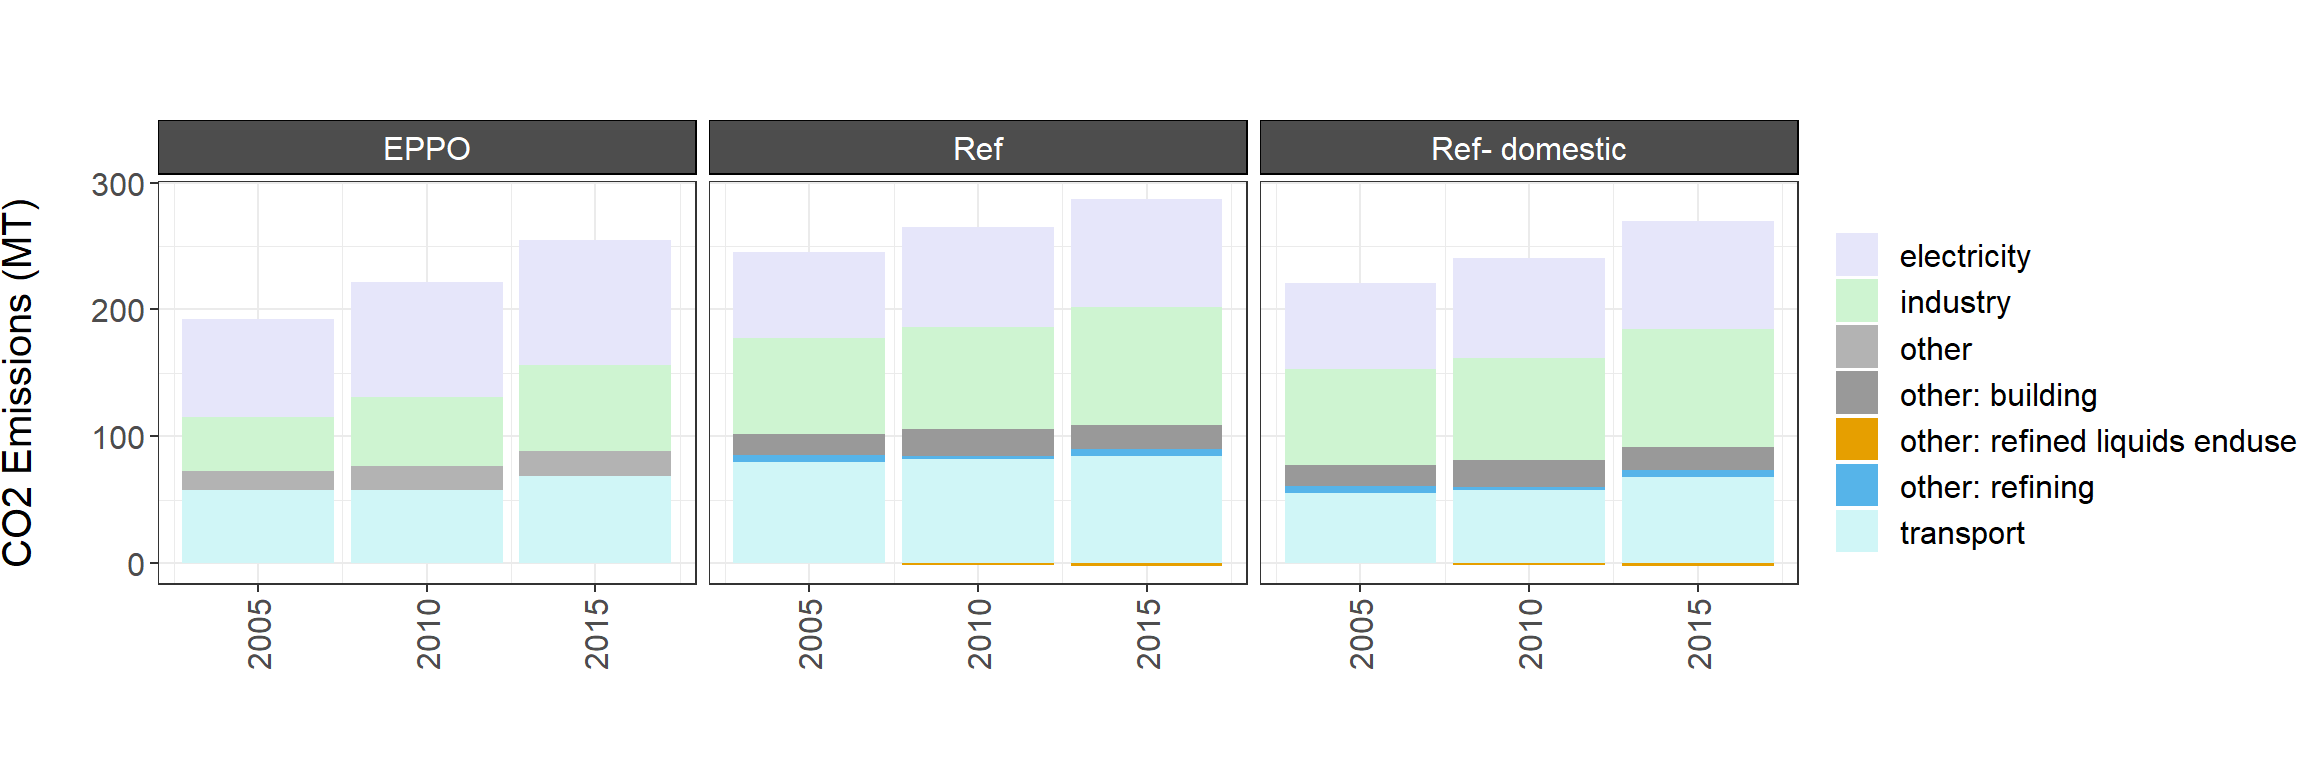 EPPO
Ref
Ref- domestic
CO2 Emissions (MT)
300
200
100
0
2005
2010
2015
2005
2010
2015
2005
2010
2015
electricity
industry
other
other: building
other: refined liquids enduse
other: refining
transport